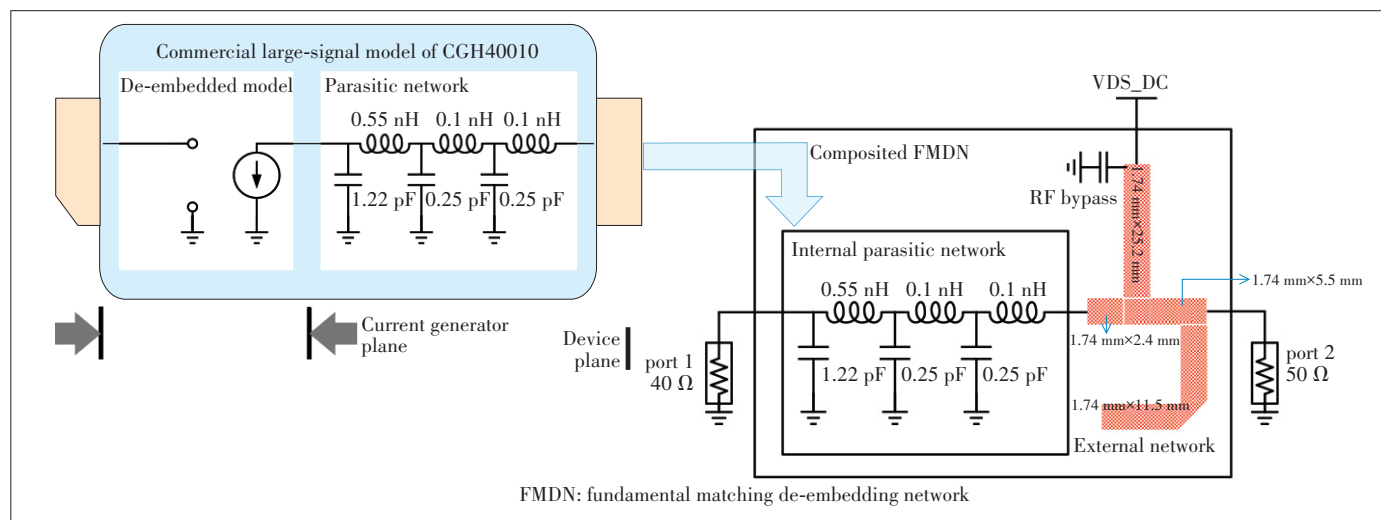 Commercial large-signal model of CGH40010
De-embedded model
Parasitic network
0.55 nH
0.1 nH
0.1 nH
1.22 pF
0.25 pF
0.25 pF
Current generator
plane
Device
plane
VDS_DC
Composited FMDN
RF bypass
1.74 mm×25.2 mm
Internal parasitic network
0.55 nH
0.1 nH
0.1 nH
1.22 pF
0.25 pF
0.25 pF
port 1
40 Ω
1.74 mm×5.5 mm
1.74 mm×2.4 mm
port 2
50 Ω
1.74 mm×11.5 mm
External network
FMDN: fundamental matching de-embedding network